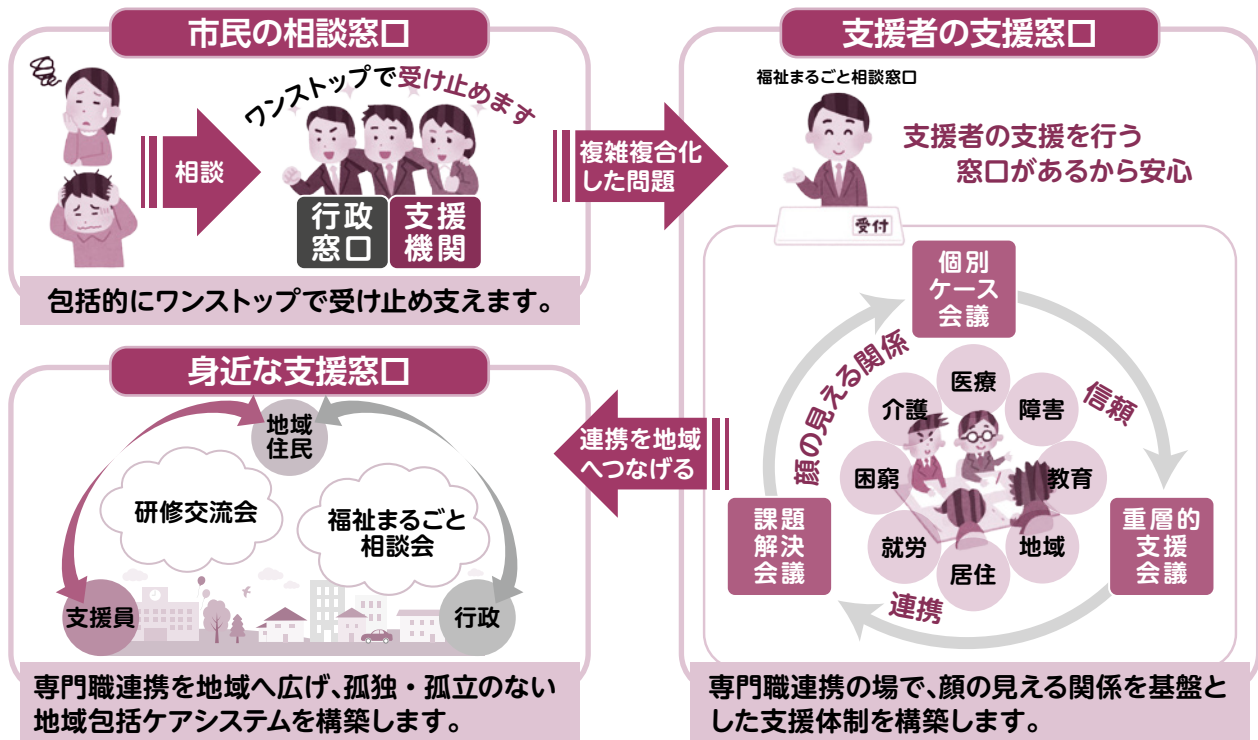 市民の相談窓口
ワンストップで受け止めます
相談
行政
窓口
支援
機関
包括的にワンストップで受け止め支えます。
複雑複合化
した問題
支援者の支援窓口
福祉まるごと相談窓口
支援者の支援を行う
窓口があるから安心
受付
個別
ケース
会議
信頼
重層的
支援
会議
連携
課題
解決
会議
顔の見える関係
医療
障害
教育
地域
居住
就労
困窮
介護
専門職連携の場で、顔の見える関係を基盤と
した支援体制を構築します。
連携を地域
へつなげる
身近な支援窓口
地域
住民
研修交流会
福祉まるごと
相談会
支援員
行政
専門職連携を地域へ広げ、孤独・孤立のない
地域包括ケアシステムを構築します。